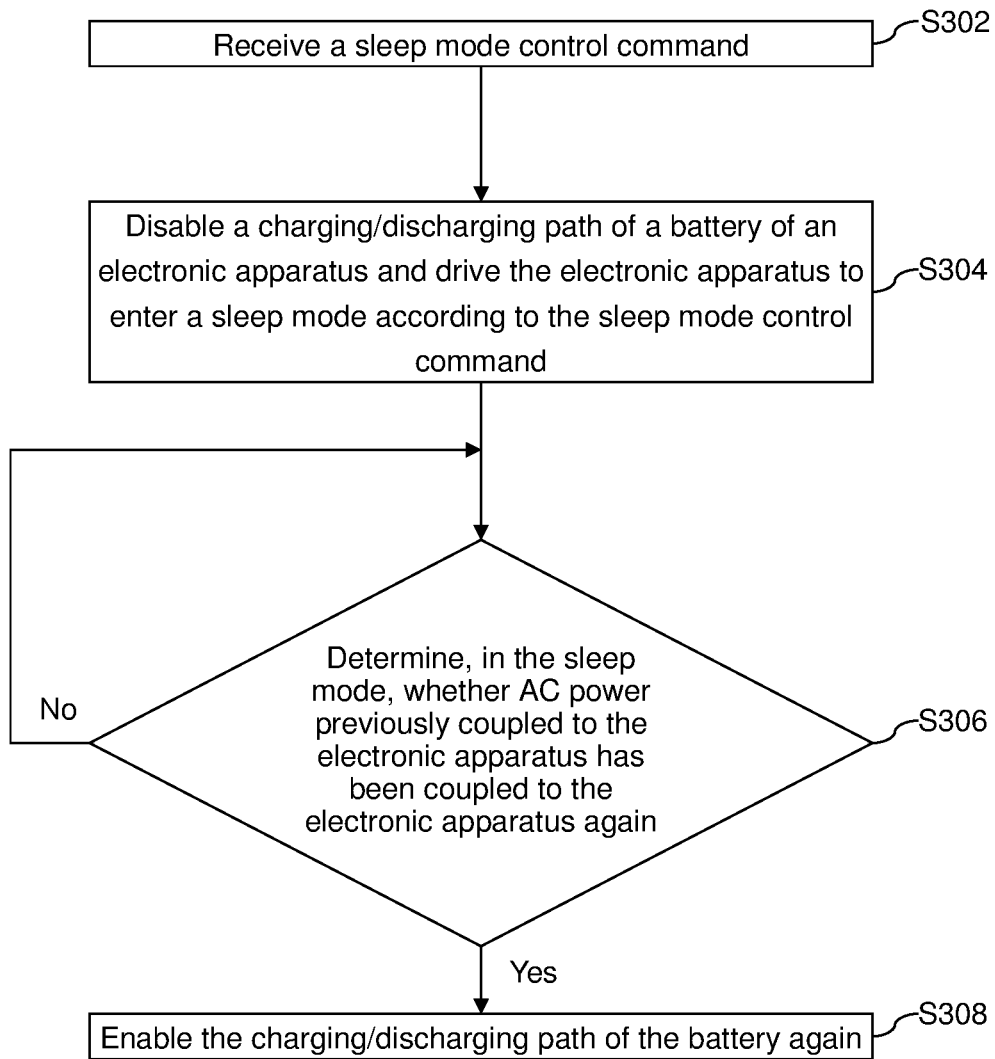 Receive a sleep mode control command
S302
Disable a charging/discharging path of a battery of an
electronic apparatus and drive the electronic apparatus to
enter a sleep mode according to the sleep mode control
command
S304
Determine, in the sleep
mode, whether AC power
previously coupled to the
electronic apparatus has
been coupled to the
electronic apparatus again
No
S306
Yes
Enable the charging/discharging path of the battery again
S308